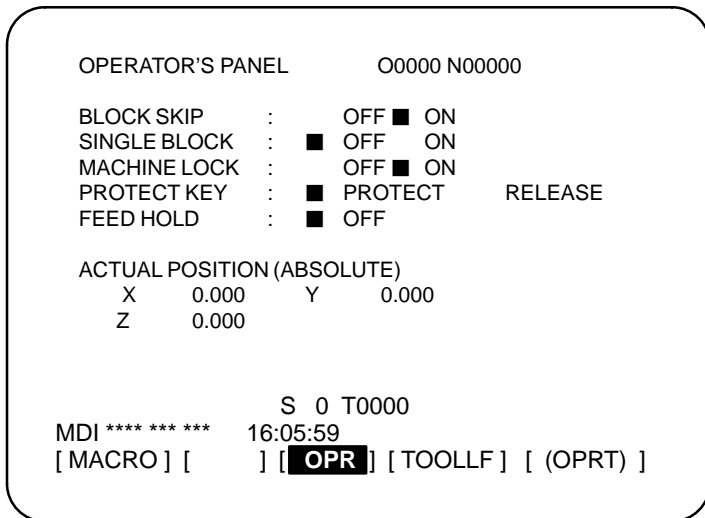 OPERATOR'S PANEL O0000 N00000
BLOCK SKIP : OFF ■ ON
SINGLE BLOCK : ■ OFF ON
MACHINE LOCK : OFF ■ ON
PROTECT KEY : ■ PROTECT RELEASE
FEED HOLD : ■ OFF
ACTUAL POSITION (ABSOLUTE)
X 0.000 Y 0.000
Z 0.000
S 0 T0000
MDI **** *** *** 16:05:59
[ MACRO ] [ ] [ OPR ] [ TOOLLF ] [ (OPRT) ]